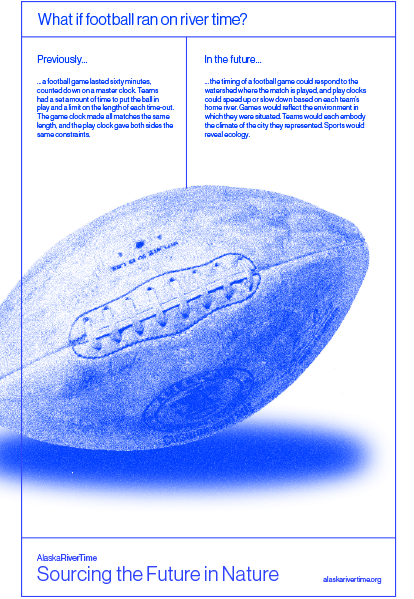 What if football ran on river time?
Previously...
... a football game lasted sixty minutes,
counted down on a master clock. Teams
had a set amount of time to put the ball in
play and a limit on the length of each time-out.
The game clock made all matches the same
length, and the play clock gave both sides the
same constraints.
In the future...
... the timing of a football game could respond to the
watershed where the match is played, and play clocks
could speed up or slow down based on each team's
home river. Games would reflect the environment in
which they were situated. Teams would each embody
the climate of the city they represented. Sports would
reveal ecology.
AlaskaRiverTime
Sourcing the Future in Nature
alaskarivertime.org